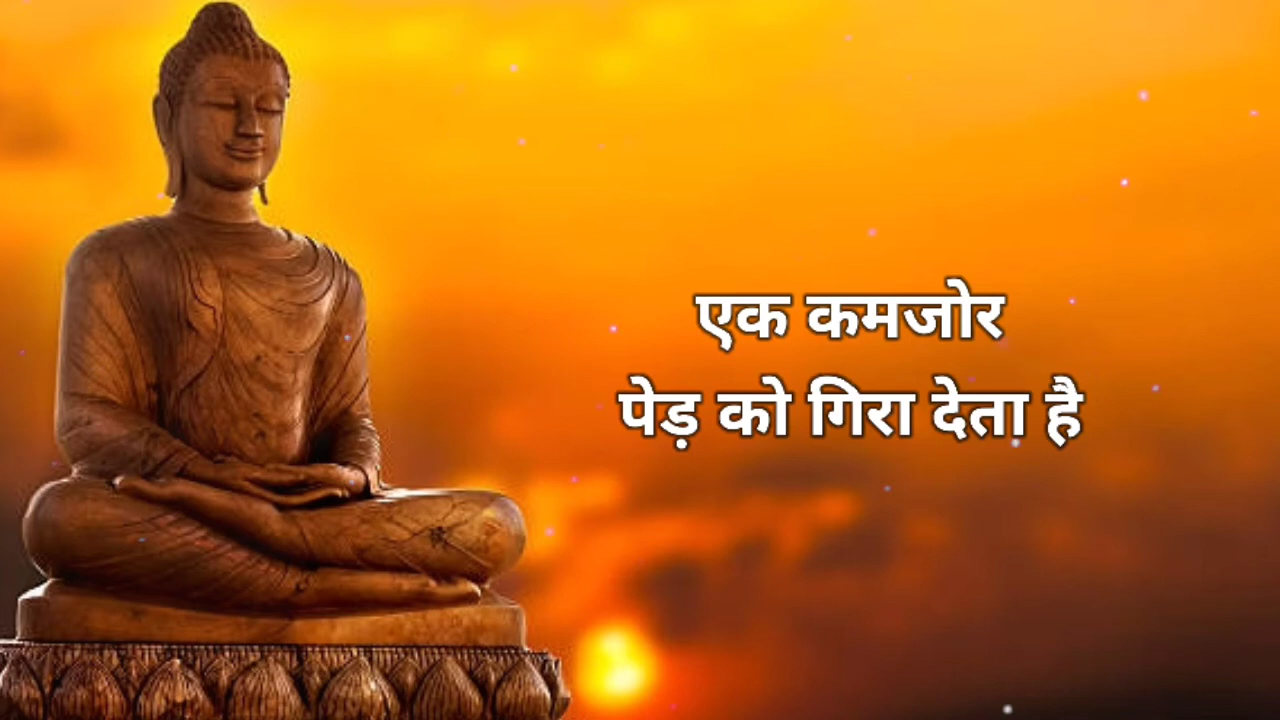 एक कमजोर
पेड़ को गिरा देता है